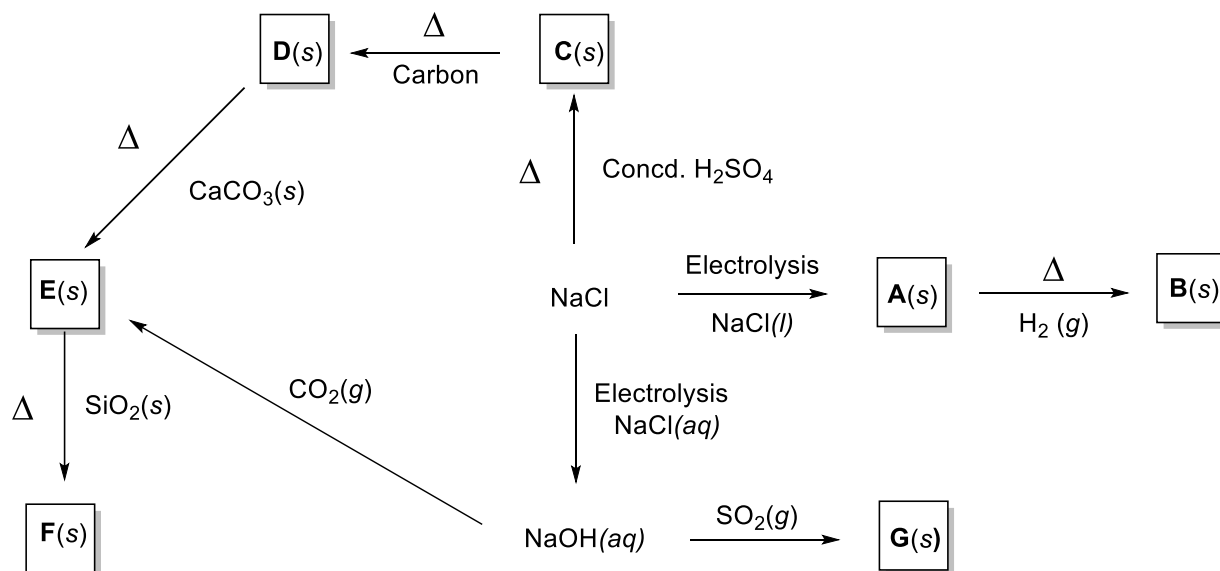 D(s)
Δ
Carbon
C(s)
Δ
CaCO₃(s)
Δ
Concd. H₂SO₄
E(s)
NaCl
Electrolysis
NaCl(l)
A(s)
Δ
H₂ (g)
B(s)
Δ
SiO₂(s)
CO₂(g)
Electrolysis
NaCl(aq)
F(s)
NaOH(aq)
SO₂(g)
G(s)